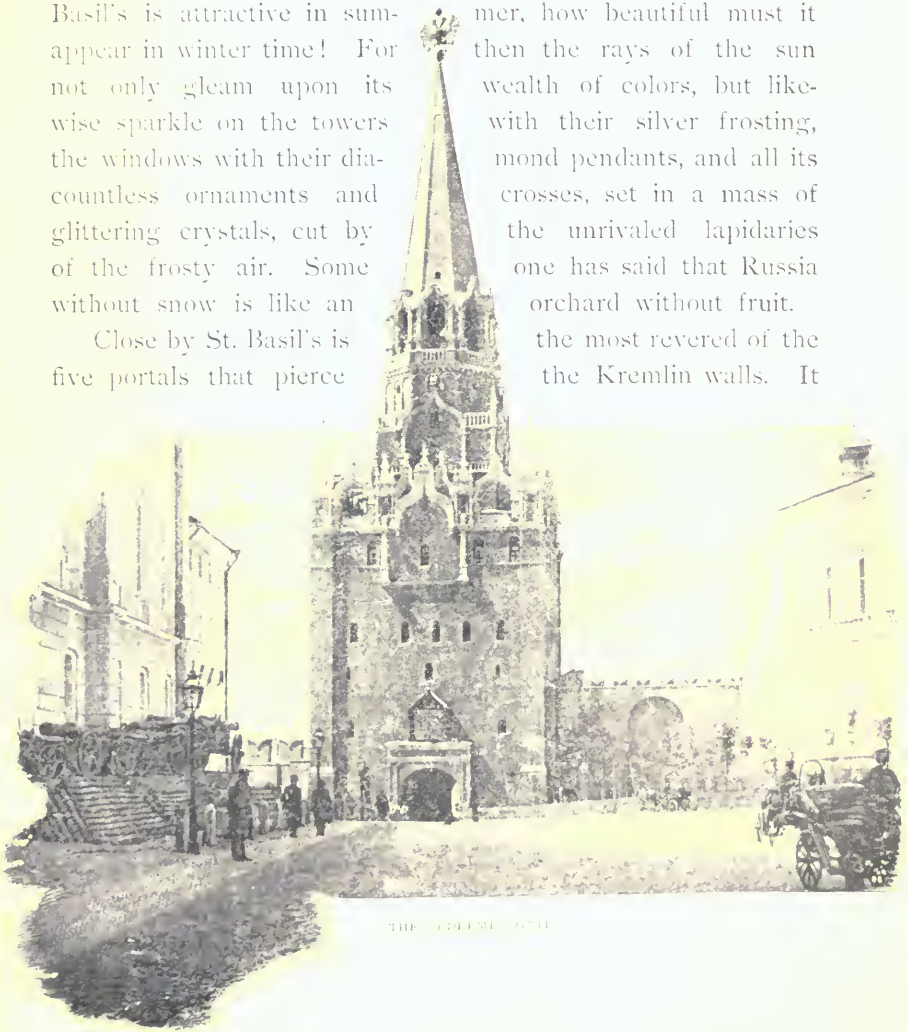 Basil's is attractive in sum- mer, how beautiful must it
appear in winter time! For then the rays of the sun
not only gleam upon its wealth of colors, but like-
wise sparkle on the towers with their silver frosting,
the windows with their dia- mond pendants, and all its
countless ornaments and crosses, set in a mass of
glittering crystals, cut by the unrivaled lapidaries
of the frosty air. Some one has said that Russia
without snow is like an orchard without fruit.
Close by St. Basil's is the most revered of the
five portals that pierce the Kremlin walls. It
THE